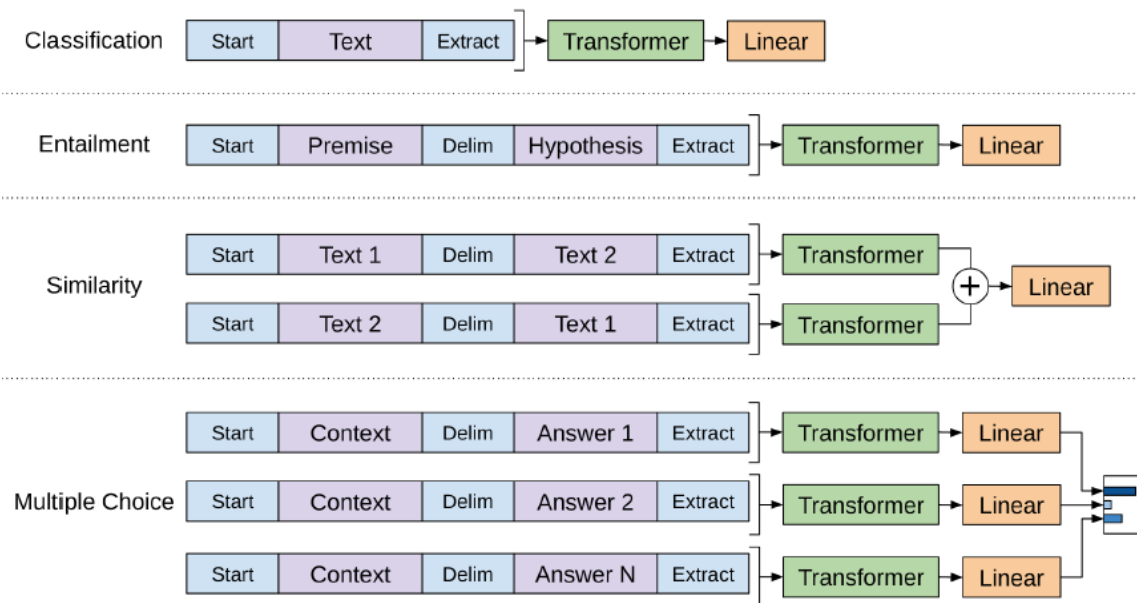 Classification Start Text Extract Transformer Linear
Entailment Start Premise Delim Hypothesis Extract Transformer Linear
Start Text 1 Delim Text 2 Extract Transformer
Similarity + Linear
Start Text 2 Delim Text 1 Extract Transformer
Start Context Delim Answer 1 Extract Transformer Linear
Multiple Choice Start Context Delim Answer 2 Extract Transformer Linear
Start Context Delim Answer N Extract Transformer Linear